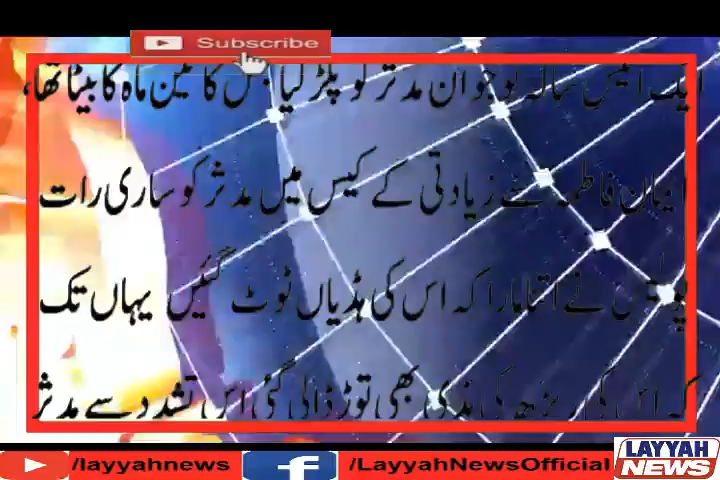 Subscribe
ایک اکیس سالہ نوجوان مدثر کو پکڑ لیا جس کا تین ماہ کا بیٹا تھا،
ایمان فاطمہ سے زیادتی کے کیس میں مدثر کو ساری رات
پولیس نے اتنا مارا کہ اس کی ہڈیاں ٹوٹ گئیں یہاں تک
کہ اس کی ریڑھ کی ہڈی بھی توڑ ڈالی گئی اس تشدد سے مدثر
/layyahnews
/LayyahNewsOfficial
LAYYAH
NEWS